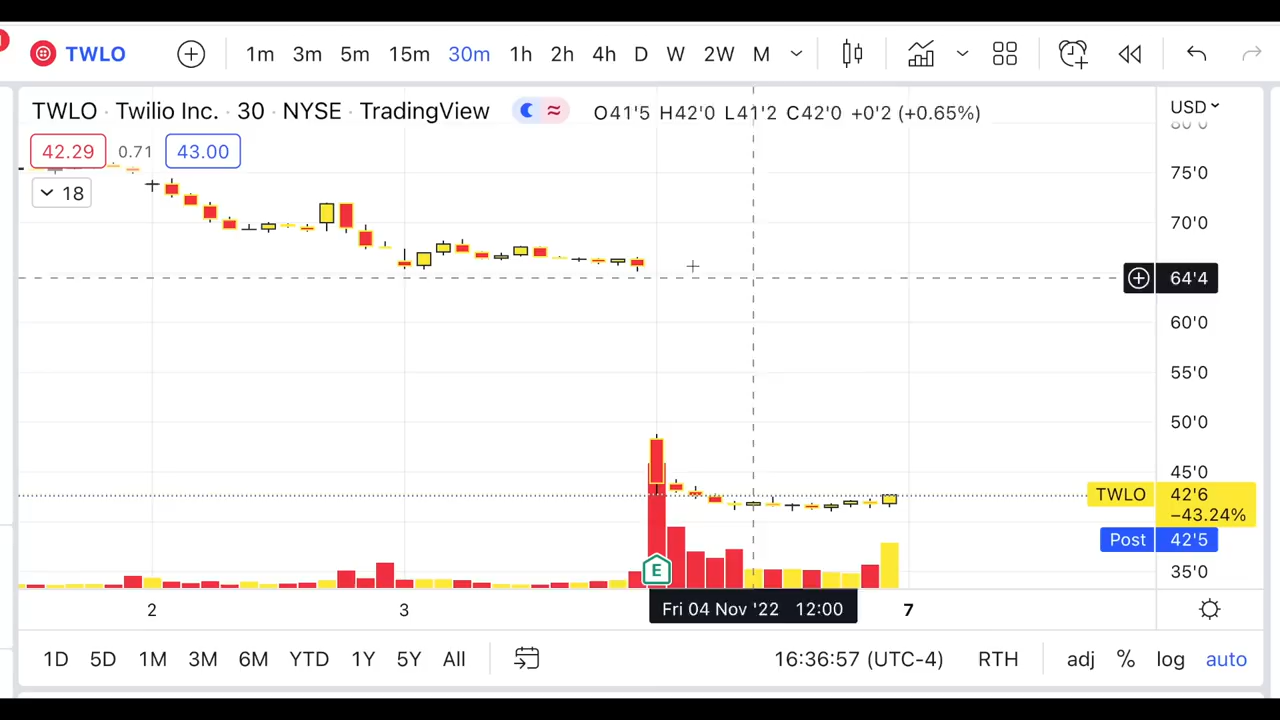 TWLO 1m 3m 5m 15m 30m 1h 2h 4h D W 2W M
TWLO · Twilio Inc. · 30 · NYSE · TradingView O41'5 H42'0 L41'2 C42'0 +0'2 (+0.65%)
USD
80'0
42.29 0.71 43.00
18
75'0
70'0
64'4
60'0
55'0
50'0
45'0
TWLO 42'6
−43.24%
Post 42'5
E
35'0
2 3 Fri 04 Nov '22 12:00 7
1D 5D 1M 3M 6M YTD 1Y 5Y All 16:36:57 (UTC-4) RTH adj % log auto